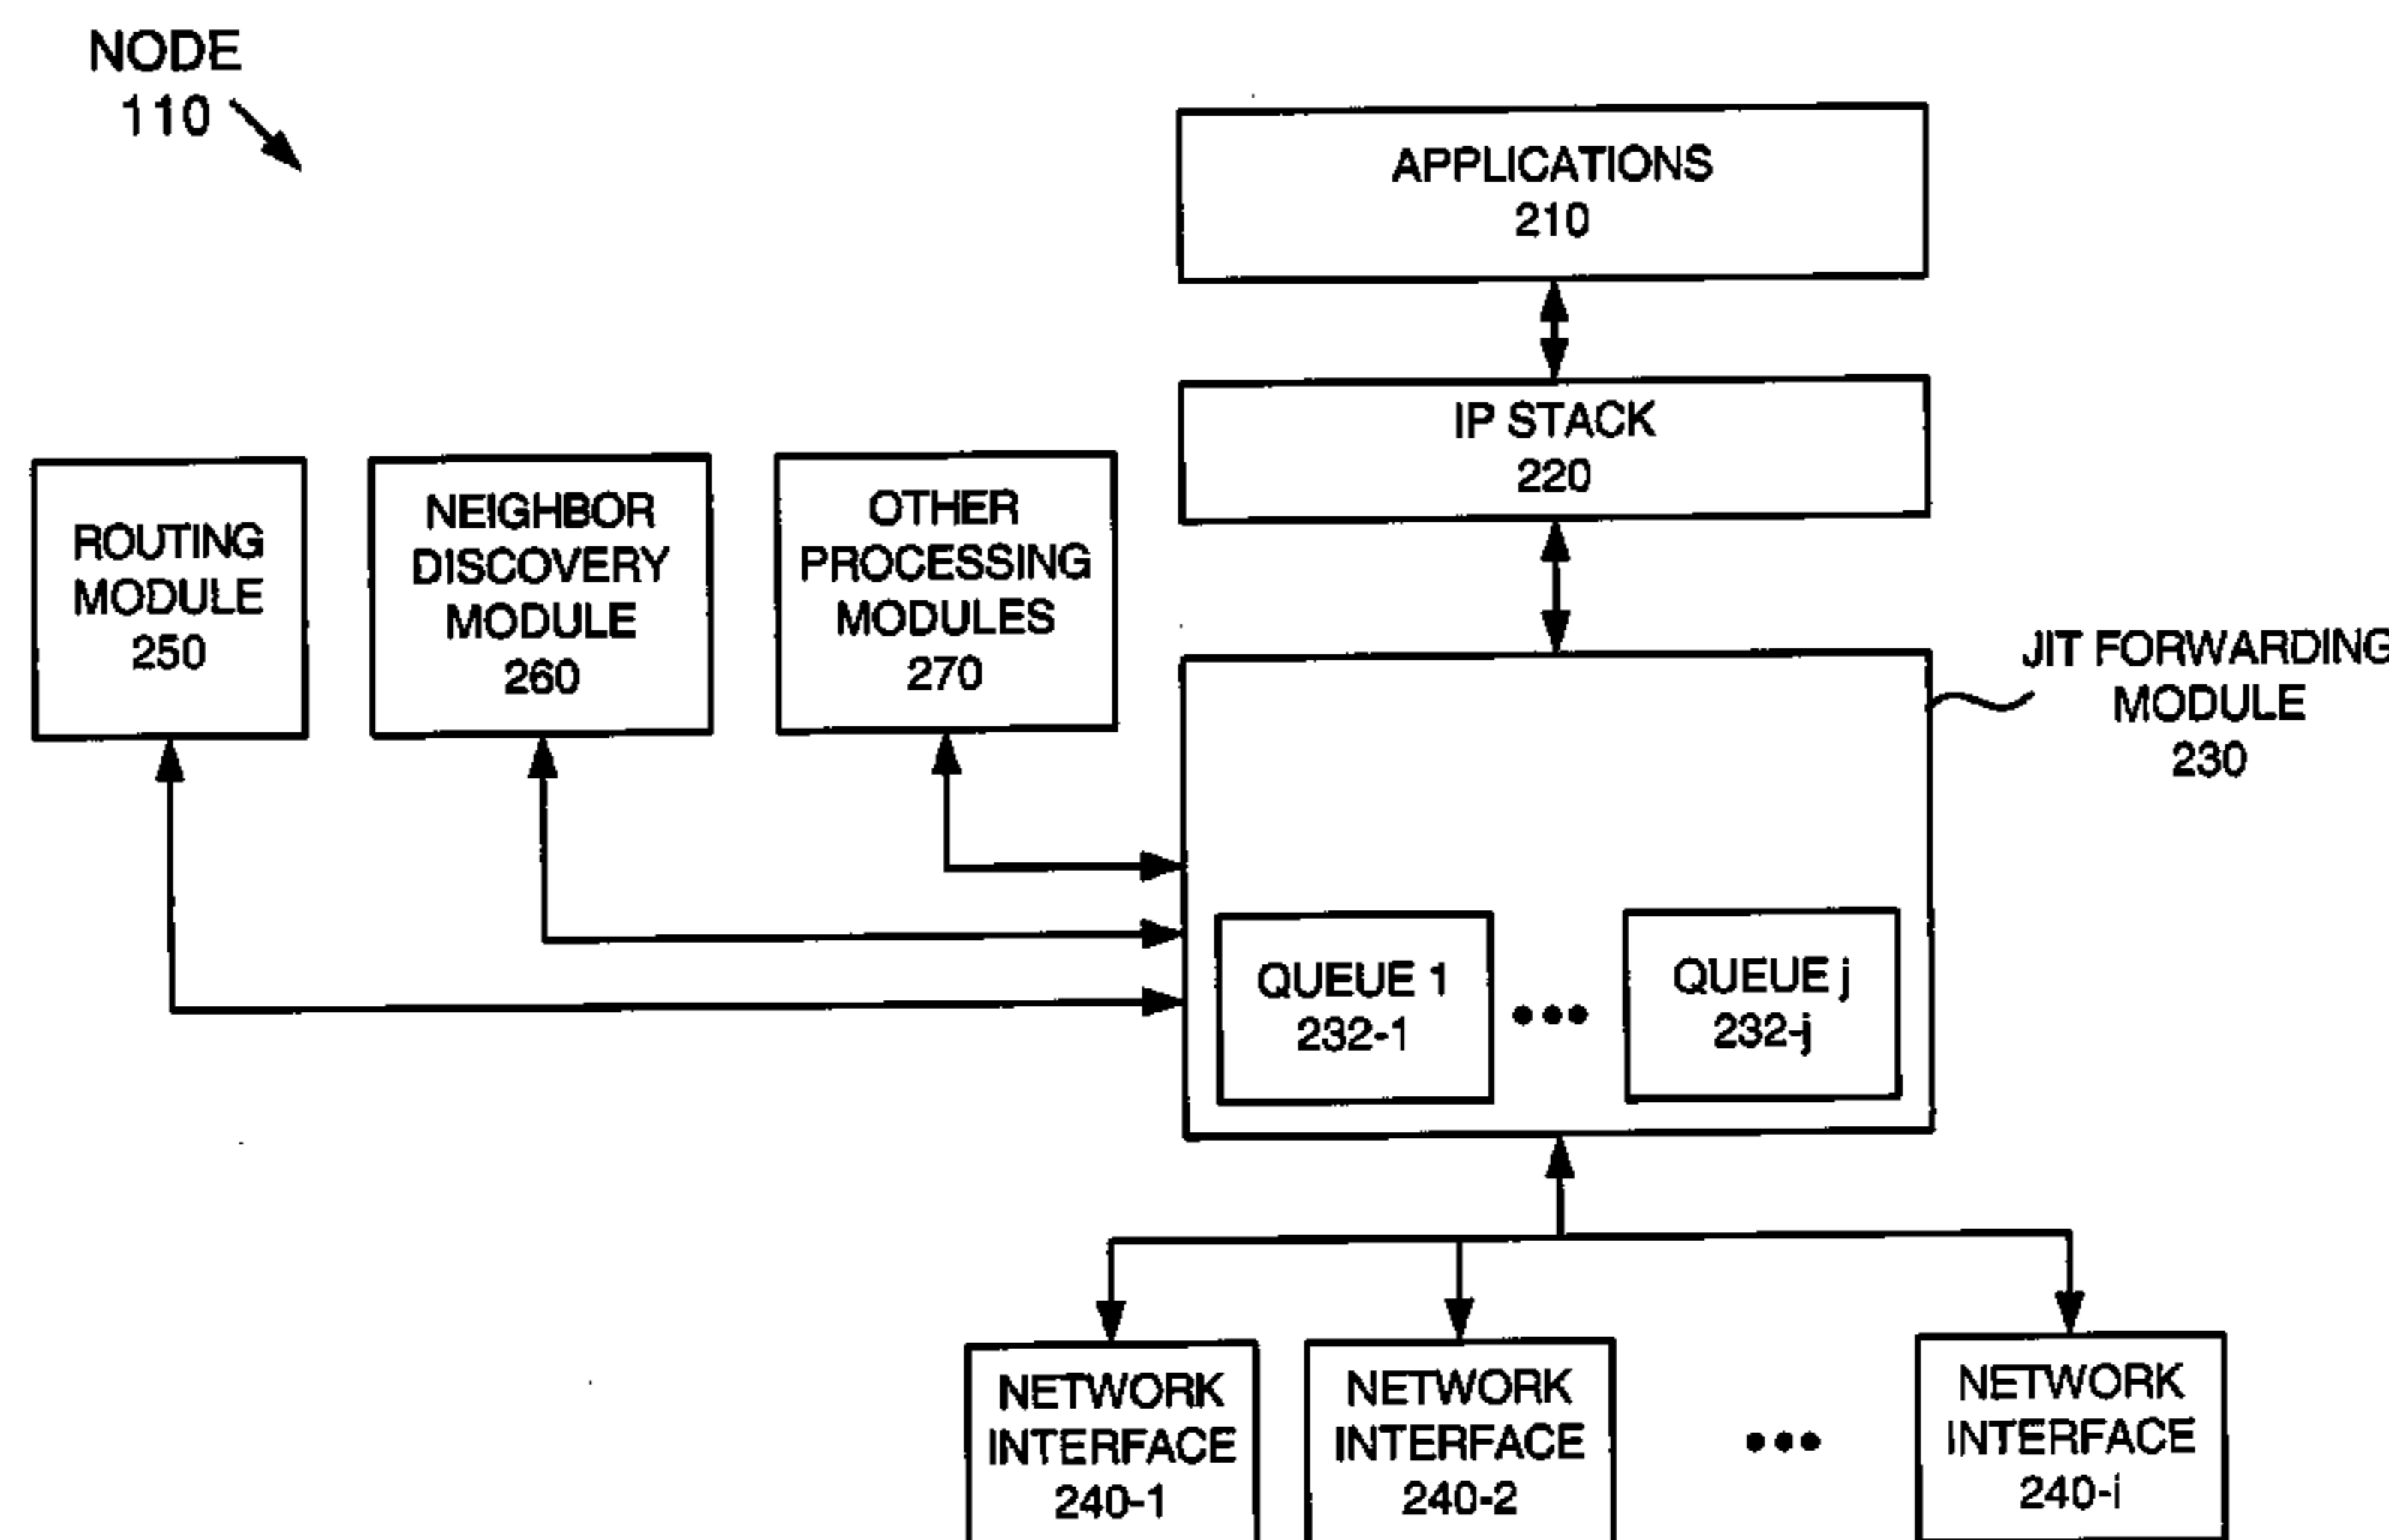 NODE
110
APPLICATIONS
210
IP STACK
220
ROUTING
MODULE
250
NEIGHBOR
DISCOVERY
MODULE
260
OTHER
PROCESSING
MODULES
270
JIT FORWARDING
MODULE
230
QUEUE 1
232-1
•••
QUEUE j
232-j
NETWORK
INTERFACE
240-1
NETWORK
INTERFACE
240-2
•••
NETWORK
INTERFACE
240-i